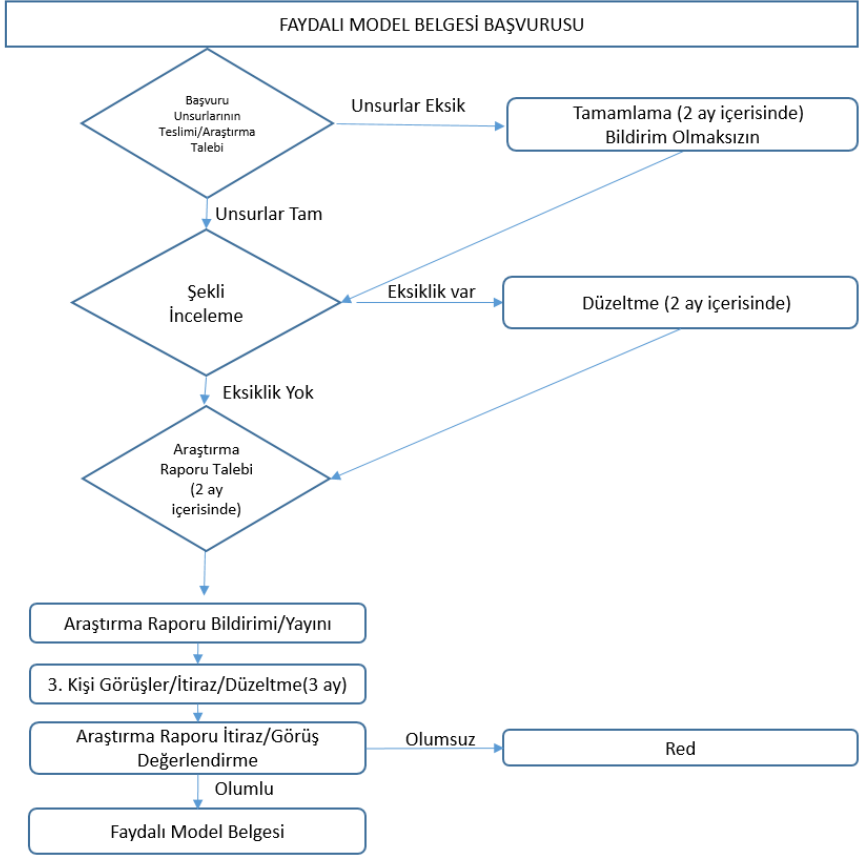 FAYDALI MODEL BELGESİ BAŞVURUSU
Başvuru
Unsurlarının
Teslimi/Araştırma
Talebi
Unsurlar Eksik
Tamamlama (2 ay içerisinde)
Bildirim Olmaksızın
Unsurlar Tam
Şekli
İnceleme
Eksiklik var
Düzeltme (2 ay içerisinde)
Eksiklik Yok
Araştırma
Raporu Talebi
(2 ay
içerisinde)
Araştırma Raporu Bildirimi/Yayını
3. Kişi Görüşler/İtiraz/Düzeltme(3 ay)
Araştırma Raporu İtiraz/Görüş
Değerlendirme
Olumsuz
Red
Olumlu
Faydalı Model Belgesi